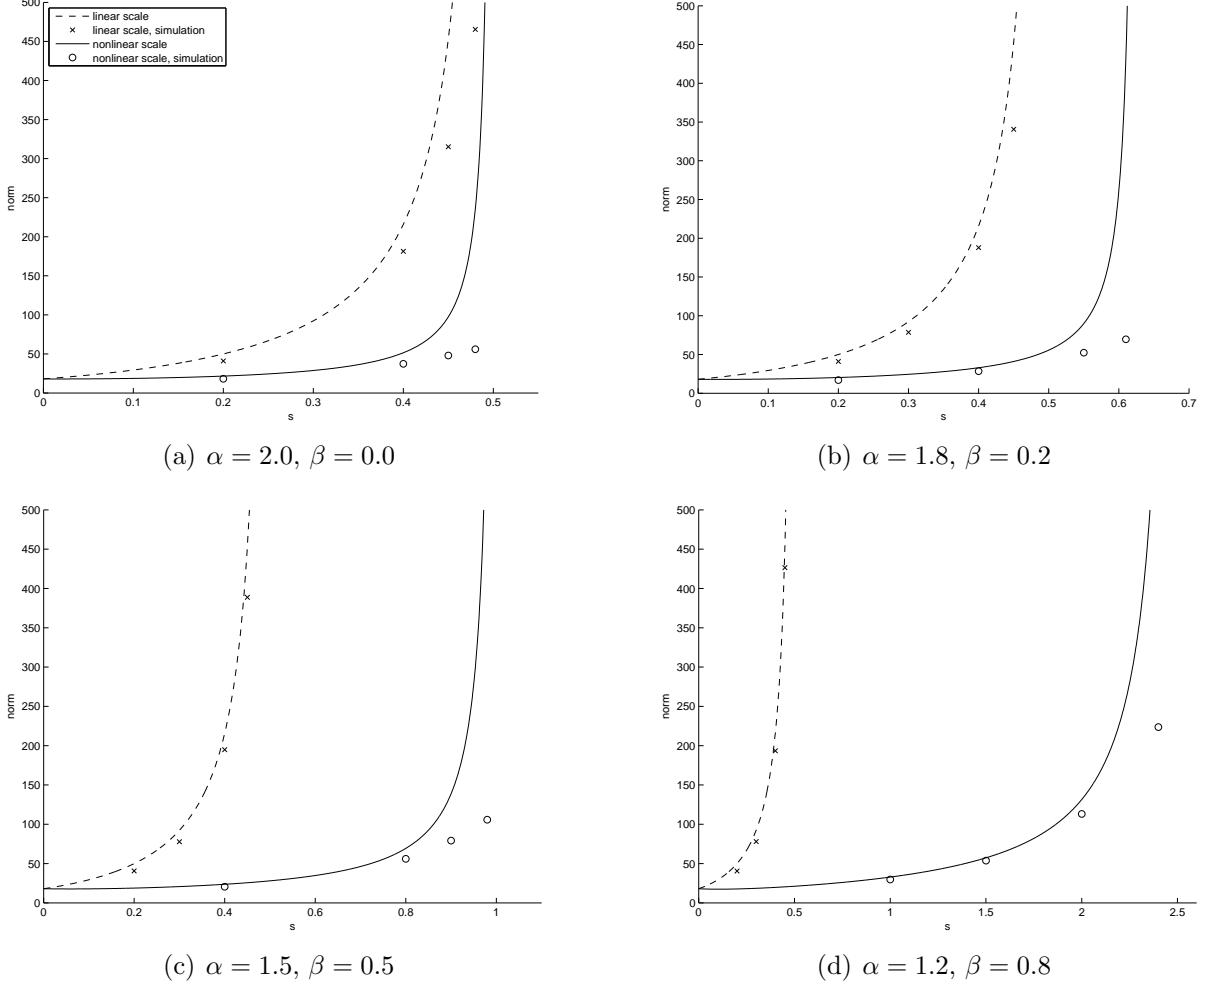 500
450
400
350
300
250
200
150
100
50
0
norm
linear scale
linear scale, simulation
nonlinear scale
nonlinear scale, simulation
0 0.1 0.2 0.3 0.4 0.5
s
(a) α = 2.0, β = 0.0
500
450
400
350
300
250
200
150
100
50
0
norm
0 0.1 0.2 0.3 0.4 0.5 0.6 0.7
s
(b) α = 1.8, β = 0.2
500
450
400
350
300
250
200
150
100
50
0
norm
0 0.2 0.4 0.6 0.8 1
s
(c) α = 1.5, β = 0.5
500
450
400
350
300
250
200
150
100
50
0
norm
0 0.5 1 1.5 2 2.5
s
(d) α = 1.2, β = 0.8